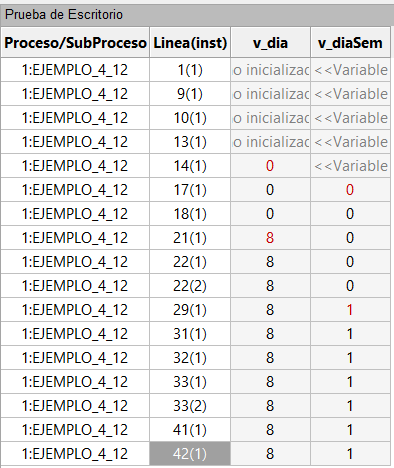 Prueba de Escritorio
Proceso/SubProceso Linea(inst) v_dia v_diaSem
1:EJEMPLO_4_12 1(1) o inicializad <<Variable
1:EJEMPLO_4_12 9(1) o inicializad <<Variable
1:EJEMPLO_4_12 10(1) o inicializad <<Variable
1:EJEMPLO_4_12 13(1) o inicializad <<Variable
1:EJEMPLO_4_12 14(1) 0 <<Variable
1:EJEMPLO_4_12 17(1) 0 0
1:EJEMPLO_4_12 18(1) 0 0
1:EJEMPLO_4_12 21(1) 8 0
1:EJEMPLO_4_12 22(1) 8 0
1:EJEMPLO_4_12 22(2) 8 0
1:EJEMPLO_4_12 29(1) 8 1
1:EJEMPLO_4_12 31(1) 8 1
1:EJEMPLO_4_12 32(1) 8 1
1:EJEMPLO_4_12 33(1) 8 1
1:EJEMPLO_4_12 33(2) 8 1
1:EJEMPLO_4_12 41(1) 8 1
1:EJEMPLO_4_12 42(1) 8 1